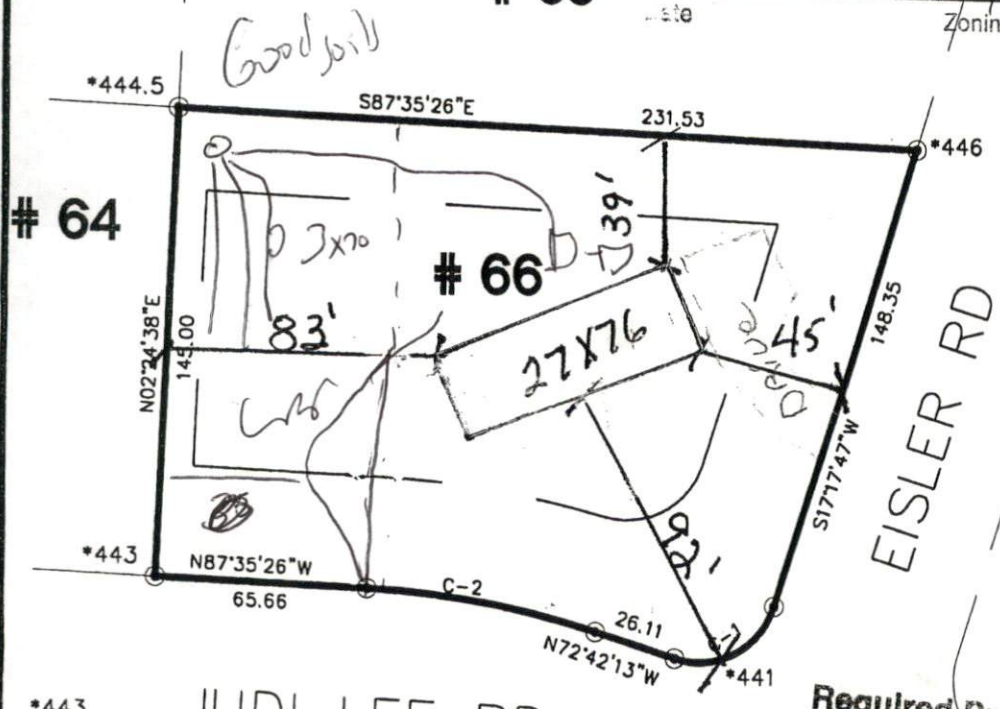 Zonin
Good soils
*444.5
S87°35'26"E
231.53
*446
# 64
39'
3x70
# 66
N02°24'38"E
145.00
83'
27X76
45'
148.35
EISLER RD
S17°17'47"W
92'
*443
N87°35'26"W
65.66
C-2
26.11
N72°42'13"W
C-1
*441
*443